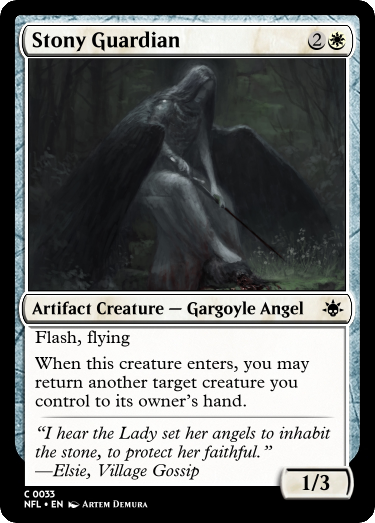 Stony Guardian 2
Artifact Creature — Gargoyle Angel
Flash, flying
When this creature enters, you may
return another target creature you
control to its owner's hand.
“I hear the Lady set her angels to inhabit
the stone, to protect her faithful.”
—Elsie, Village Gossip
1/3
C 0033
NFL • EN Artem Demura